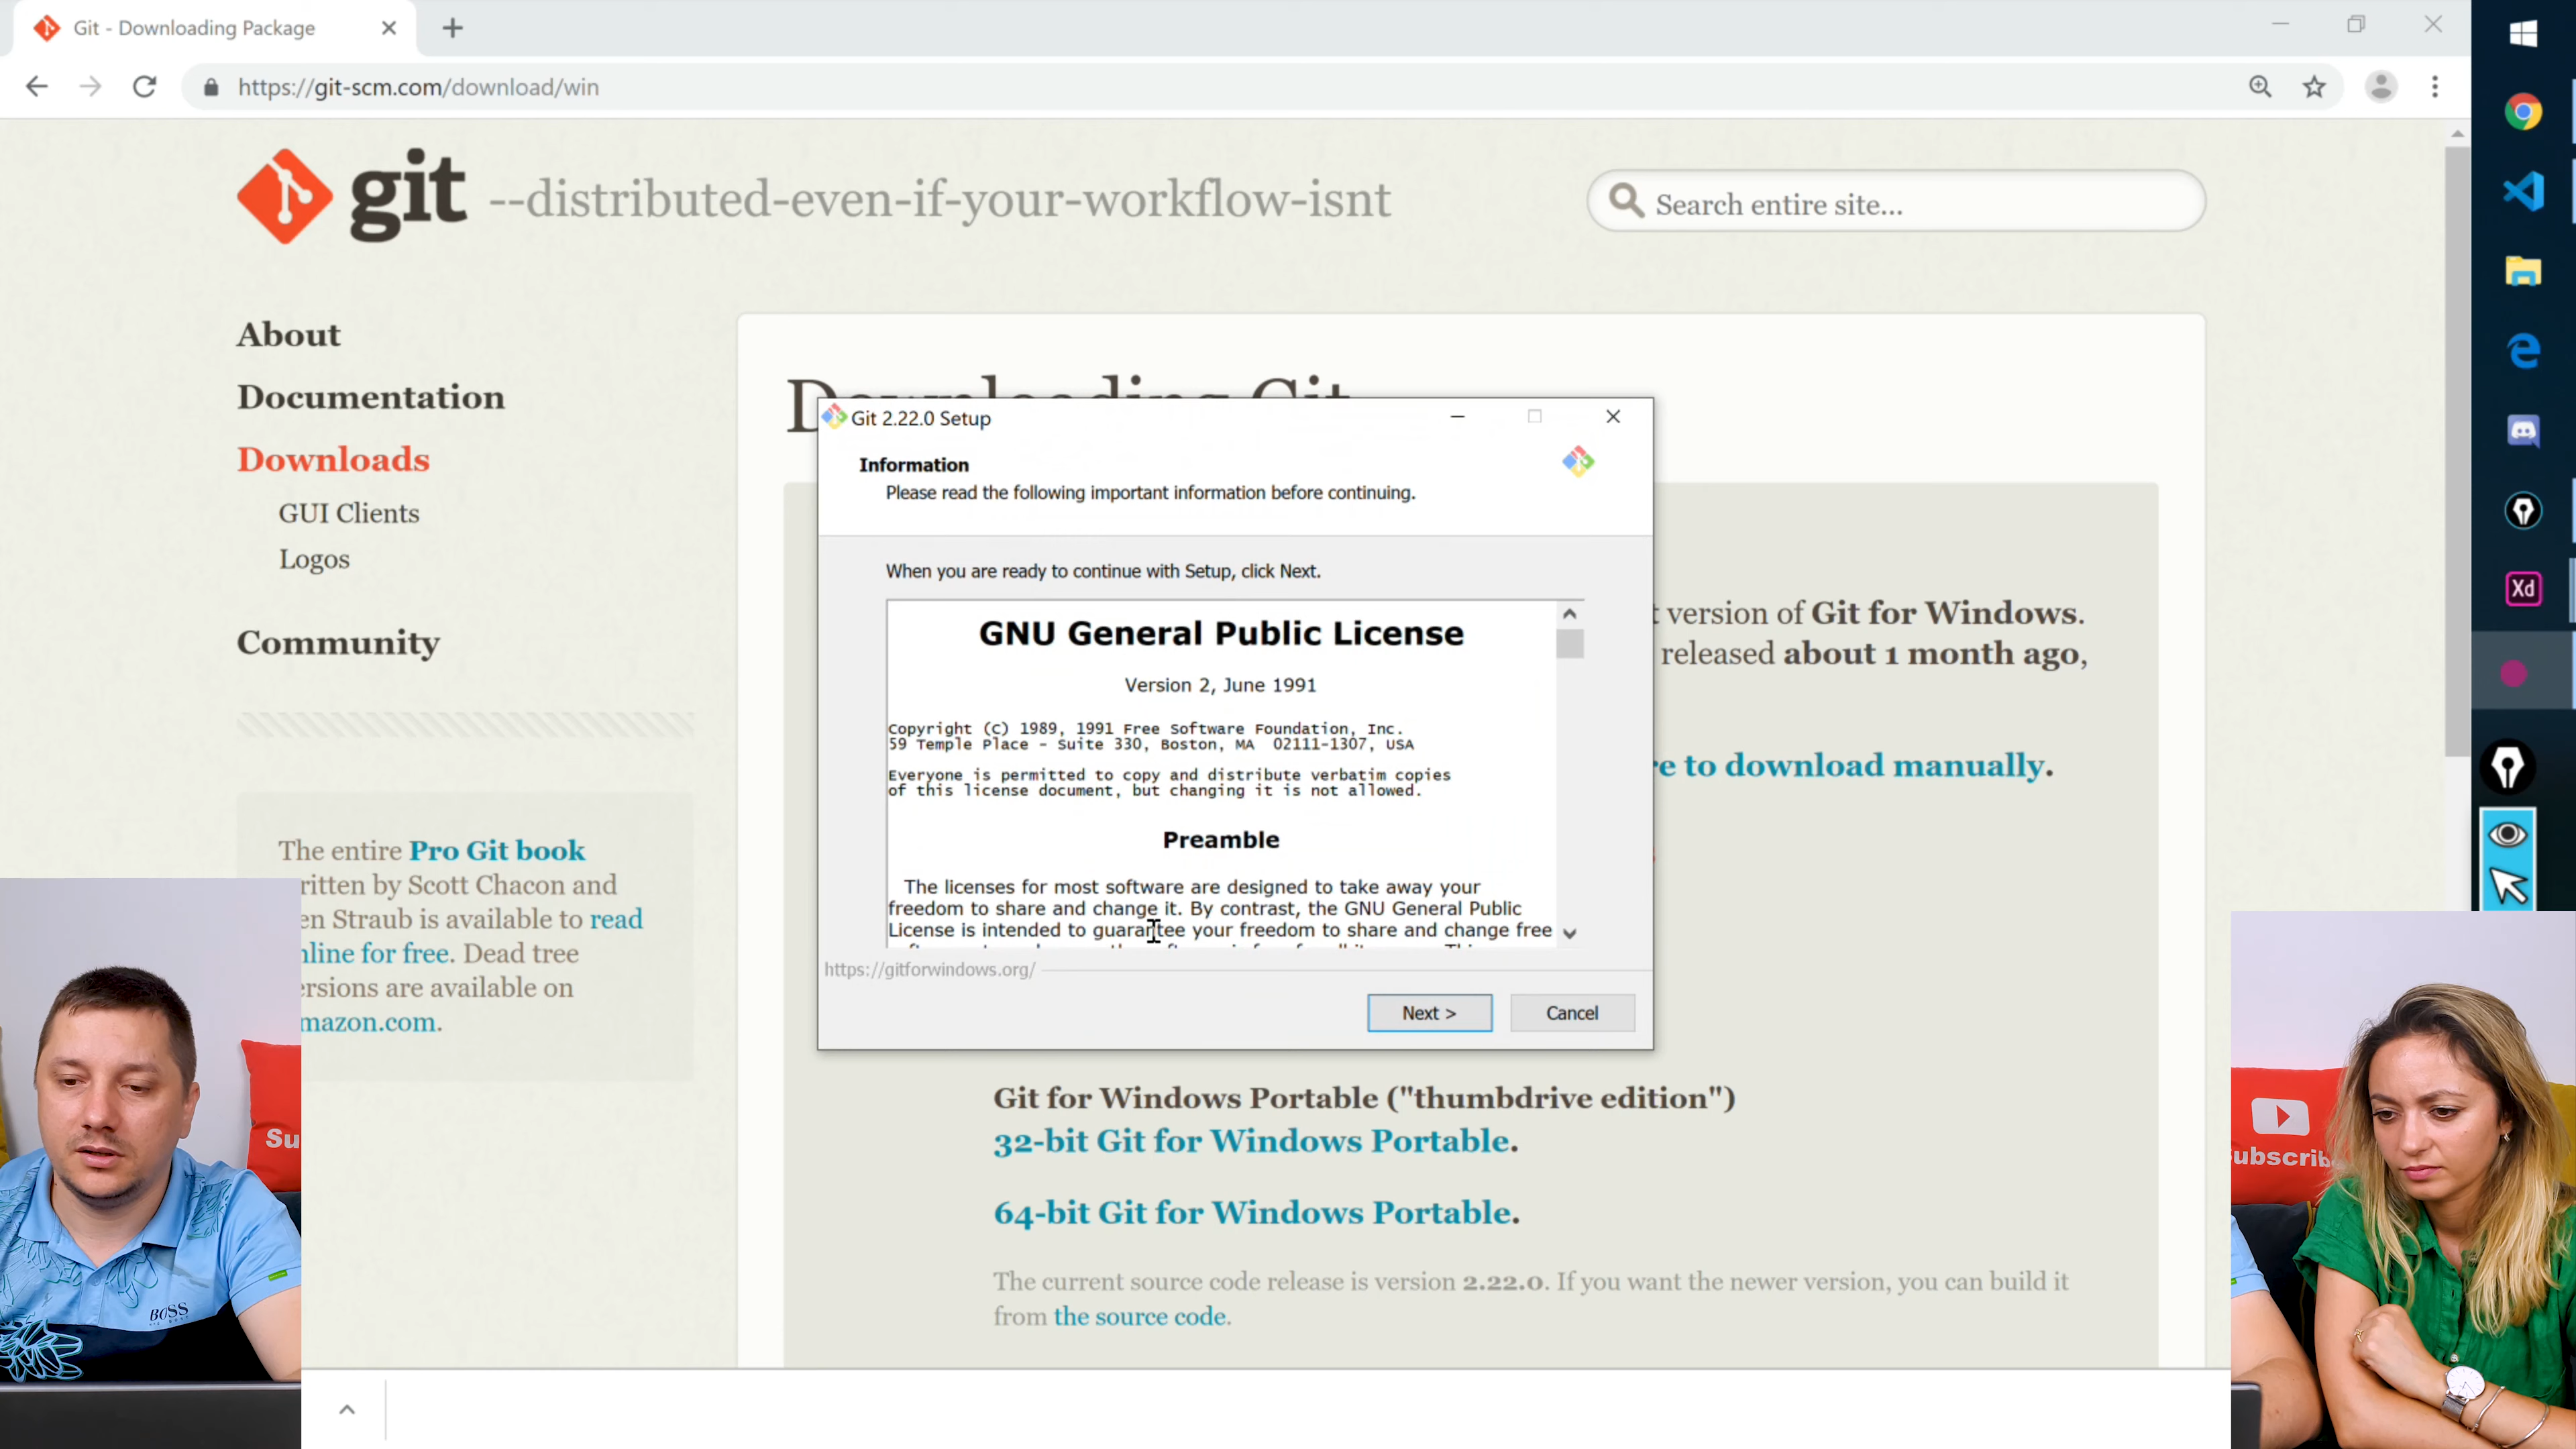 Git - Downloading Package
https://git-scm.com/download/win
git --distributed-even-if-your-workflow-isnt
Search entire site...
About
Documentation
Downloads
GUI Clients
Logos
Community
The entire Pro Git book
ritten by Scott Chacon and
en Straub is available to read
nline for free. Dead tree
ersions are available on
mazon.com.
Downloading Git
Git 2.22.0 Setup
Information
Please read the following important information before continuing.
When you are ready to continue with Setup, click Next.
GNU General Public License
Version 2, June 1991
Copyright (C) 1989, 1991 Free Software Foundation, Inc.
59 Temple Place - Suite 330, Boston, MA 02111-1307, USA
Everyone is permitted to copy and distribute verbatim copies
of this license document, but changing it is not allowed.
Preamble
The licenses for most software are designed to take away your
freedom to share and change it. By contrast, the GNU General Public
License is intended to guarantee your freedom to share and change free
https://gitforwindows.org/
Next >
Cancel
t version of Git for Windows.
released about 1 month ago,
re to download manually.
Git for Windows Portable ("thumbdrive edition")
32-bit Git for Windows Portable.
64-bit Git for Windows Portable.
The current source code release is version 2.22.0. If you want the newer version, you can build it
from the source code.
Xd
Su
BOSS
ubscrib